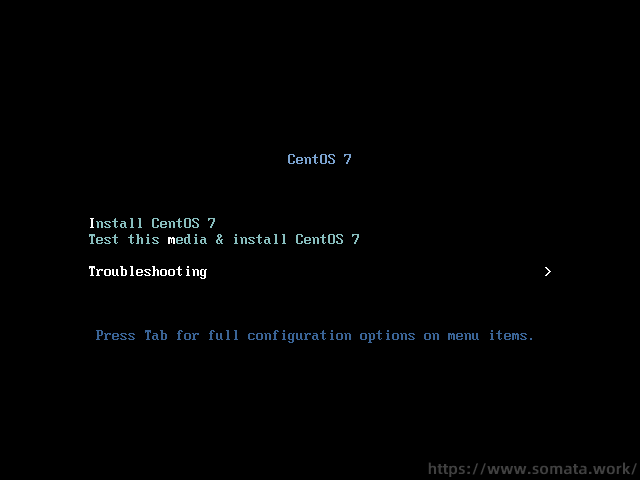 CentOS 7
Install CentOS 7
Test this media & install CentOS 7
Troubleshooting >
Press Tab for full configuration options on menu items.
https://www.somata.work/